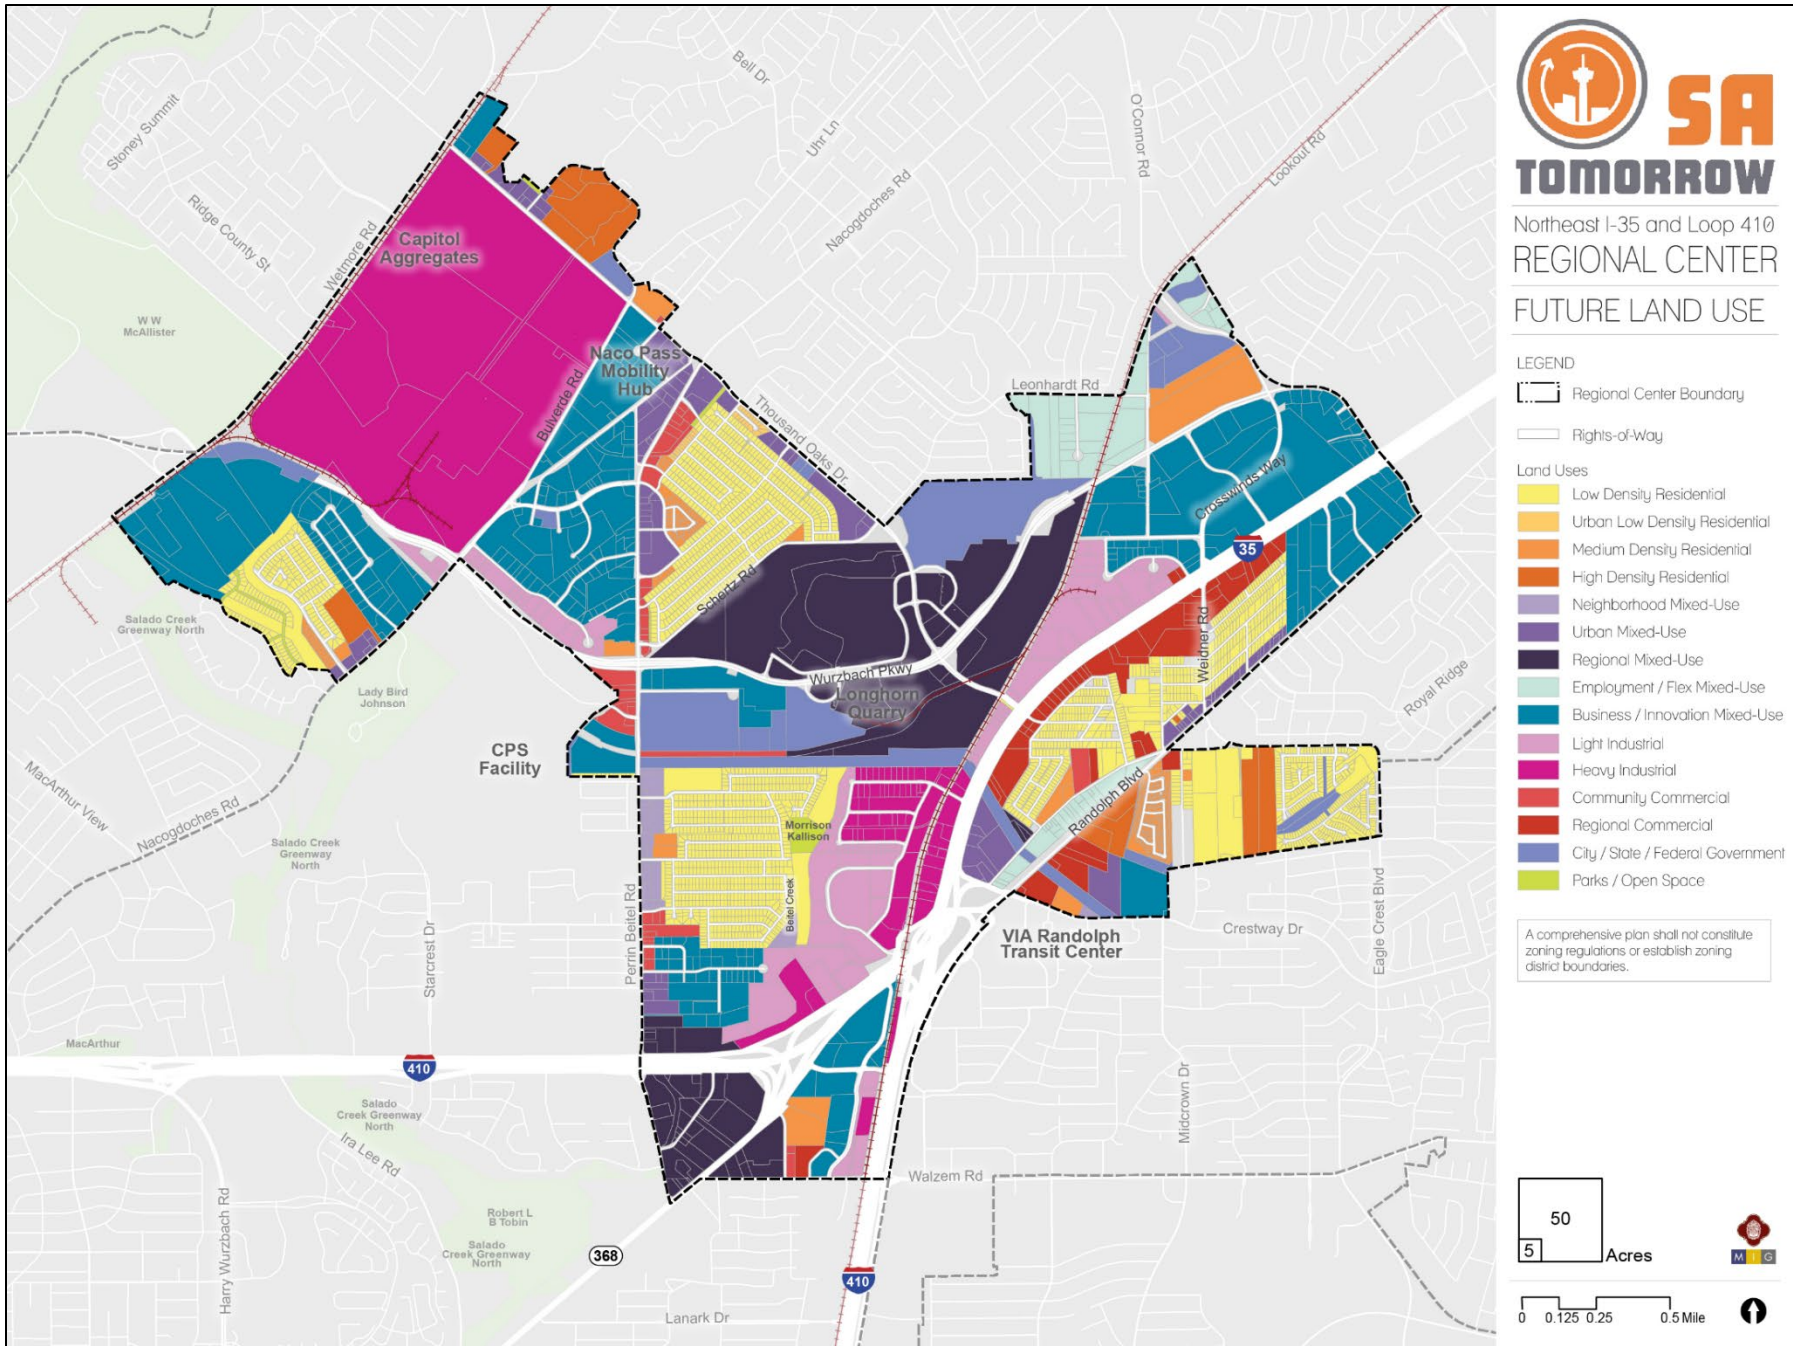 Bell Dr
Stoney Summit
Uhr Ln
O'Connor Rd
Lookout Rd
Nacogdoches Rd
Ridge County St
Wetmore Rd
Capitol
Aggregates
W W
McAllister
Naco Pass
Mobility
Hub
Bulverde Rd
Thousand Oaks Dr
Leonhardt Rd
Crosswinds Way
35
Schertz Rd
Salado Creek
Greenway North
Weidner Rd
Wurzbach Pkwy
Longhorn
Quarry
Lady Bird
Johnson
Royal Ridge
CPS
Facility
MacArthur View
Nacogdoches Rd
Randolph Blvd
Salado Creek
Greenway
North
Morrison
Kallison
Beitel Creek
Perrin Beitel Rd
Starcrest Dr
Eagle Crest Blvd
Crestway Dr
VIA Randolph
Transit Center
MacArthur
410
Salado
Creek Greenway
North
Ira Lee Rd
Midcrown Dr
Walzem Rd
Harry Wurzbach Rd
Robert L
B Tobin
Salado
Creek Greenway
North
368
410
Lanark Dr
SA
TOMORROW
Northeast I-35 and Loop 410
REGIONAL CENTER
FUTURE LAND USE
LEGEND
Regional Center Boundary
Rights-of-Way
Land Uses
Low Density Residential
Urban Low Density Residential
Medium Density Residential
High Density Residential
Neighborhood Mixed-Use
Urban Mixed-Use
Regional Mixed-Use
Employment / Flex Mixed-Use
Business / Innovation Mixed-Use
Light Industrial
Heavy Industrial
Community Commercial
Regional Commercial
City / State / Federal Government
Parks / Open Space
A comprehensive plan shall not constitute
zoning regulations or establish zoning
district boundaries.
50
5
Acres
M I G
0 0.125 0.25 0.5 Mile